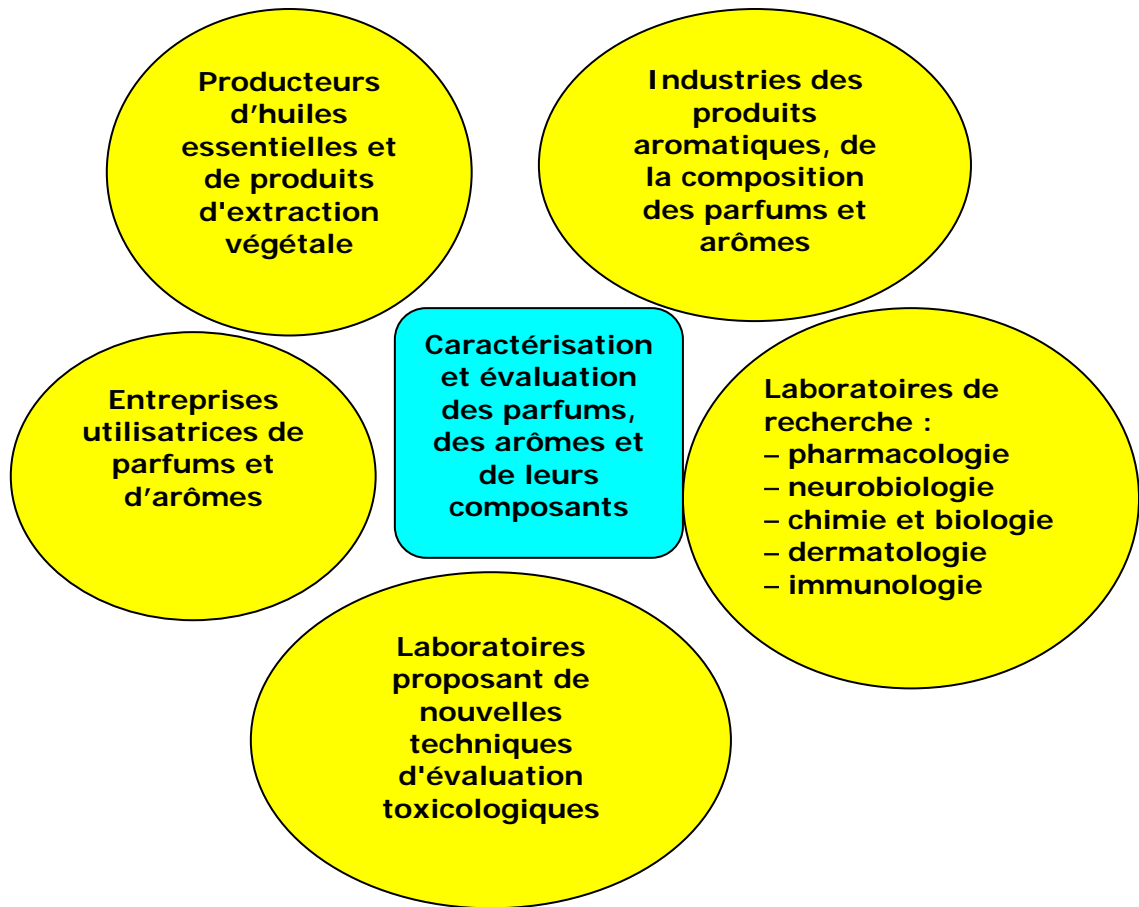 Producteurs
d’huiles
essentielles et
de produits
d'extraction
végétale
Industries des
produits
aromatiques, de
la composition
des parfums et
arômes
Entreprises
utilisatrices de
parfums et
d’arômes
Caractérisation
et évaluation
des parfums,
des arômes et
de leurs
composants
Laboratoires de
recherche :
– pharmacologie
– neurobiologie
– chimie et biologie
– dermatologie
– immunologie
Laboratoires
proposant de
nouvelles
techniques
d'évaluation
toxicologiques